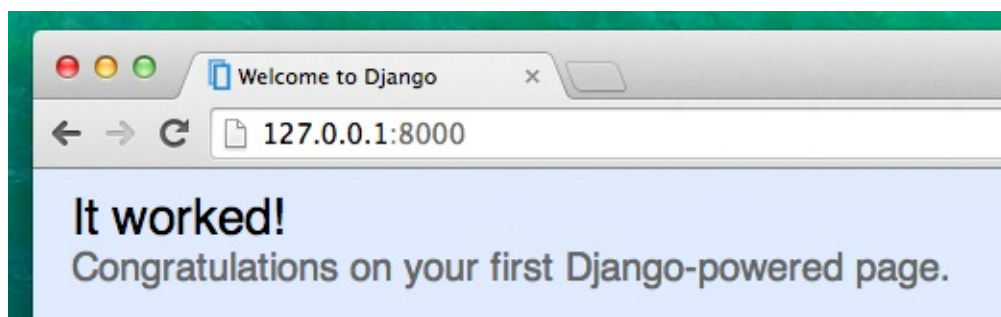 Welcome to Django
127.0.0.1:8000
It worked!
Congratulations on your first Django-powered page.